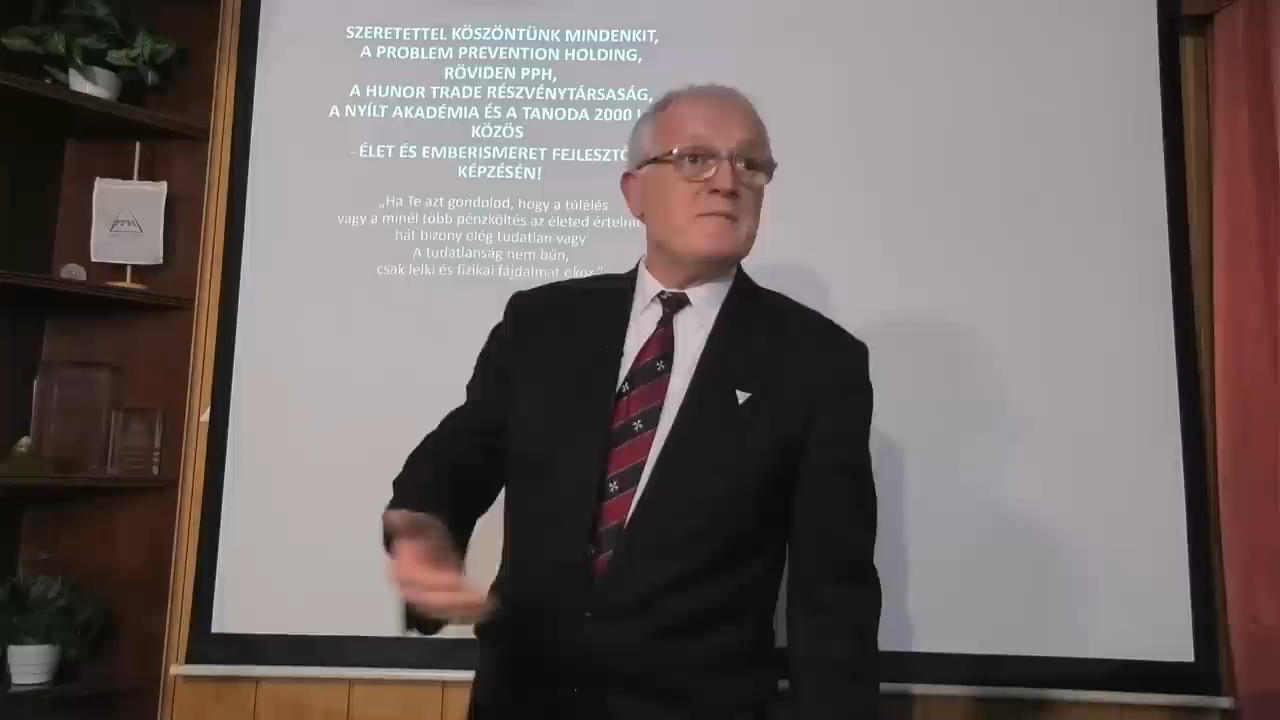 SZERETETTEL KÖSZÖNTÜNK MINDENKIT,
A PROBLEM PREVENTION HOLDING,
RÖVIDEN PPH,
A HUNOR TRADE RÉSZVÉNYTÁRSASÁG,
A NYÍLT AKADÉMIA ÉS A TANODA 2000
KÖZÖS
- ÉLET ÉS EMBERISMERET FEJLESZTŐ
KÉPZÉSÉN!
„Ha Te azt gondolod, hogy a túlélés
vagy a minél több pénzköltés az életed
hát bizony elég tudatlan vagy
A tudatlanság nem bűn,
csak lelki és fizikai fájdalmat okoz."